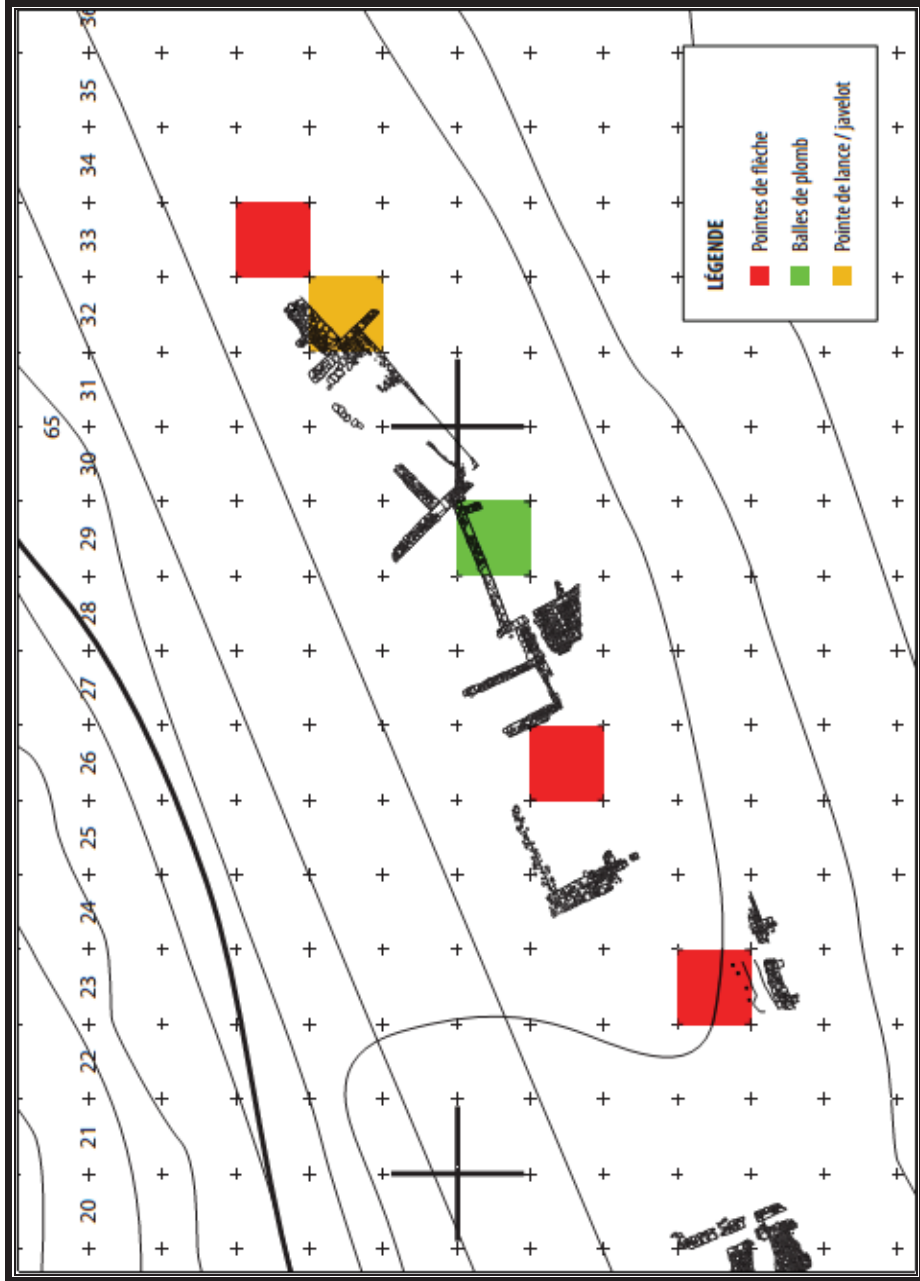 65
20 21 22 23 24 25 26 27 28 29 30 31 32 33 34 35 36
LÉGENDE
Pointes de flèche
Balles de plomb
Pointe de lance / javelot